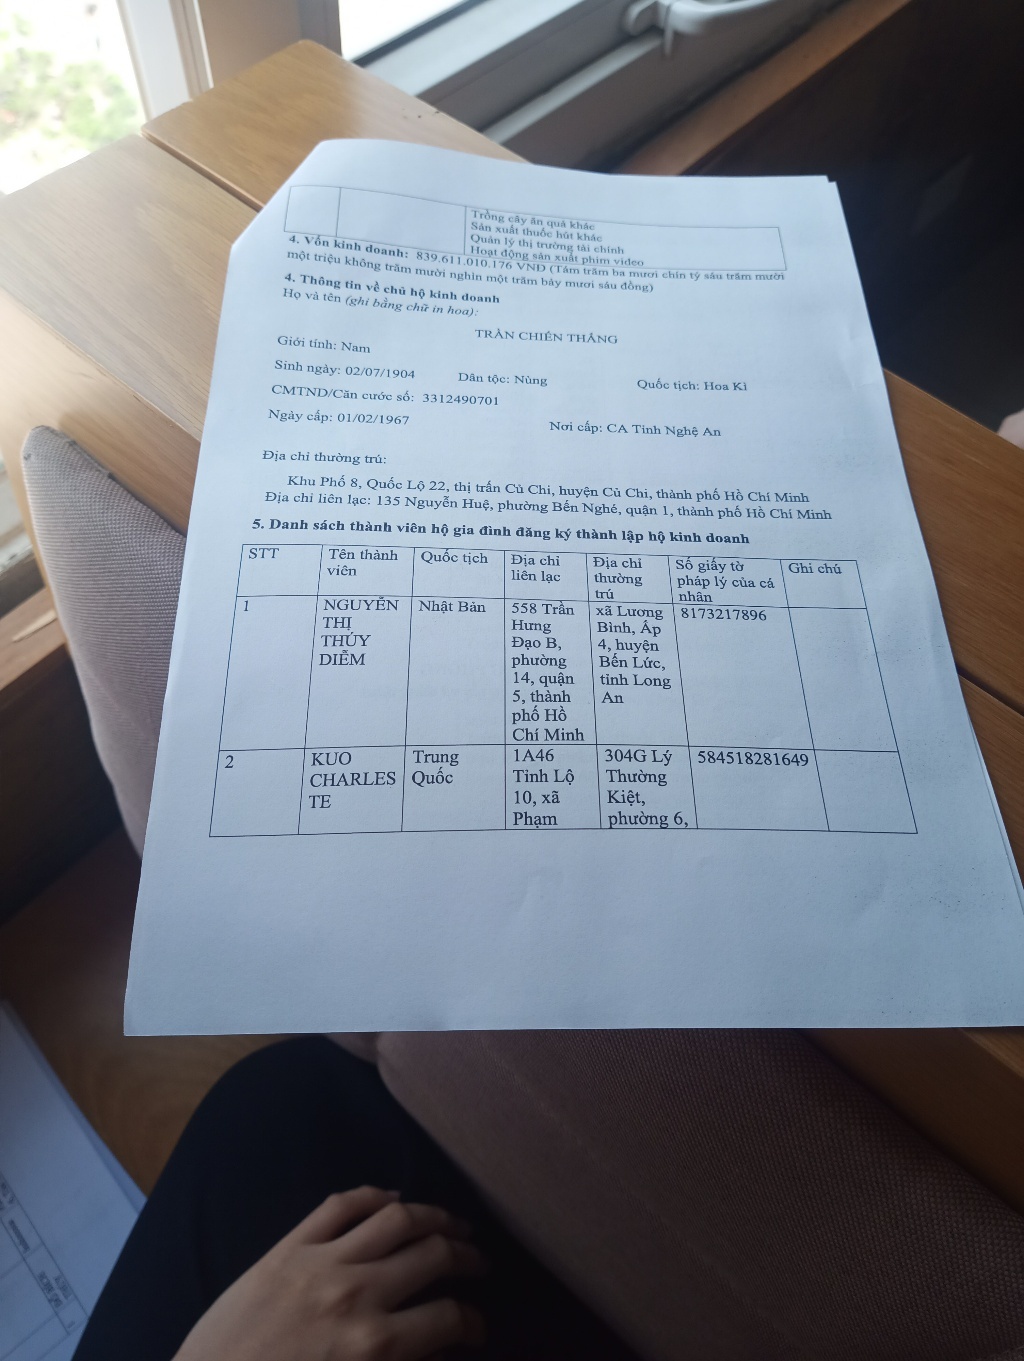 Trồng cây ăn quả khác
Sản xuất thuốc hút khác
Quản lý thị trường tài chính
Hoạt động sản xuất phim video
4. Vốn kinh doanh: 839.611.010.176 VND (Tám trăm ba mươi chín tỷ sáu trăm mười
một triệu không trăm mười nghìn một trăm bảy mươi sáu đồng)
4. Thông tin về chủ hộ kinh doanh
Họ và tên (ghi bằng chữ in hoa):
TRẦN CHIẾN THẮNG
Giới tính: Nam
Sinh ngày: 02/07/1904 Dân tộc: Nùng Quốc tịch: Hoa Kì
CMTND/Căn cước số: 3312490701
Ngày cấp: 01/02/1967 Nơi cấp: CA Tỉnh Nghệ An
Địa chỉ thường trú:
Khu Phố 8, Quốc Lộ 22, thị trấn Củ Chi, huyện Củ Chi, thành phố Hồ Chí Minh
Địa chỉ liên lạc: 135 Nguyễn Huệ, phường Bến Nghé, quận 1, thành phố Hồ Chí Minh
5. Danh sách thành viên hộ gia đình đăng ký thành lập hộ kinh doanh
STT
Tên thành
viên
Quốc tịch
Địa chỉ
liên lạc
Địa chỉ
thường
trú
Số giấy tờ
pháp lý của cá
nhân
Ghi chú
1
NGUYỄN
THỊ
THÚY
DIỄM
Nhật Bản
558 Trần
Hưng
Đạo B,
phường
14, quận
5, thành
phố Hồ
Chí Minh
xã Lương
Bình, Ấp
4, huyện
Bến Lức,
tỉnh Long
An
8173217896
2
KUO
CHARLES
TE
Trung
Quốc
1A46
Tỉnh Lộ
10, xã
Phạm
304G Lý
Thường
Kiệt,
phường 6,
584518281649